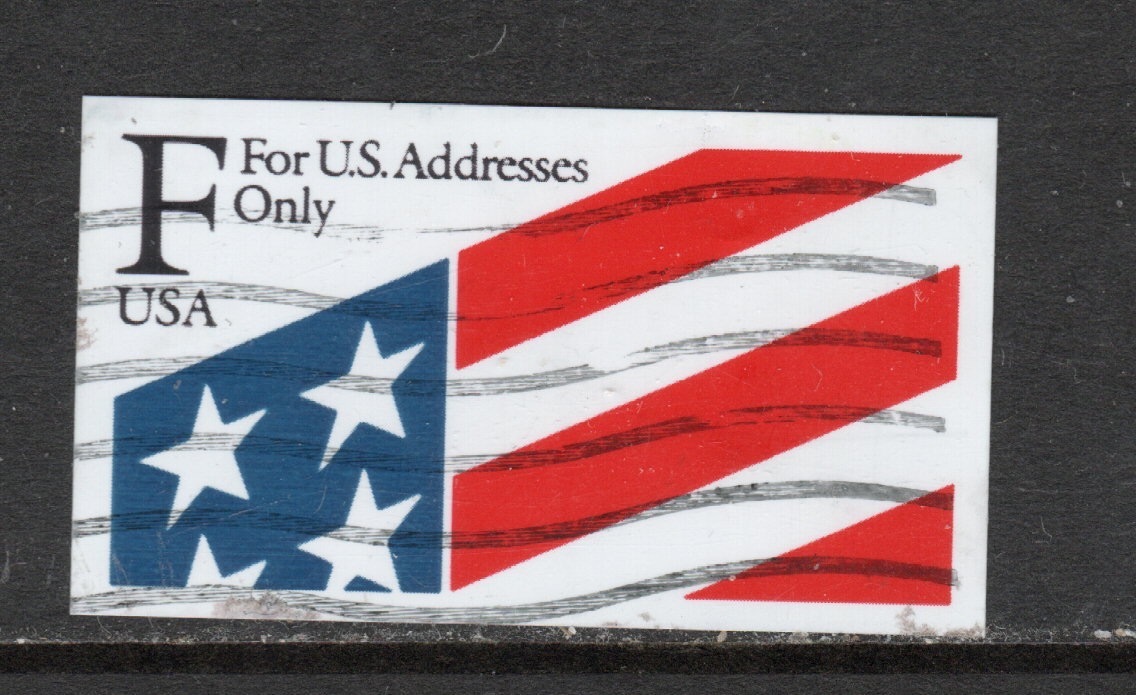 F For U.S. Addresses
Only
USA